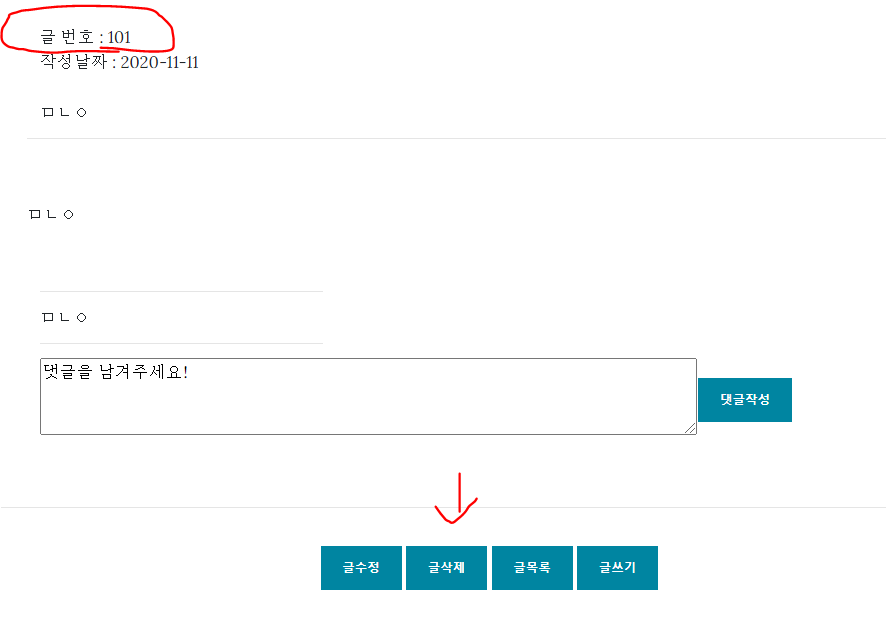 글 번호 : 101
작성날짜 : 2020-11-11
ㅁㄴㅇ
ㅁㄴㅇ
ㅁㄴㅇ
댓글을 남겨주세요!
댓글작성
글수정 글삭제 글목록 글쓰기